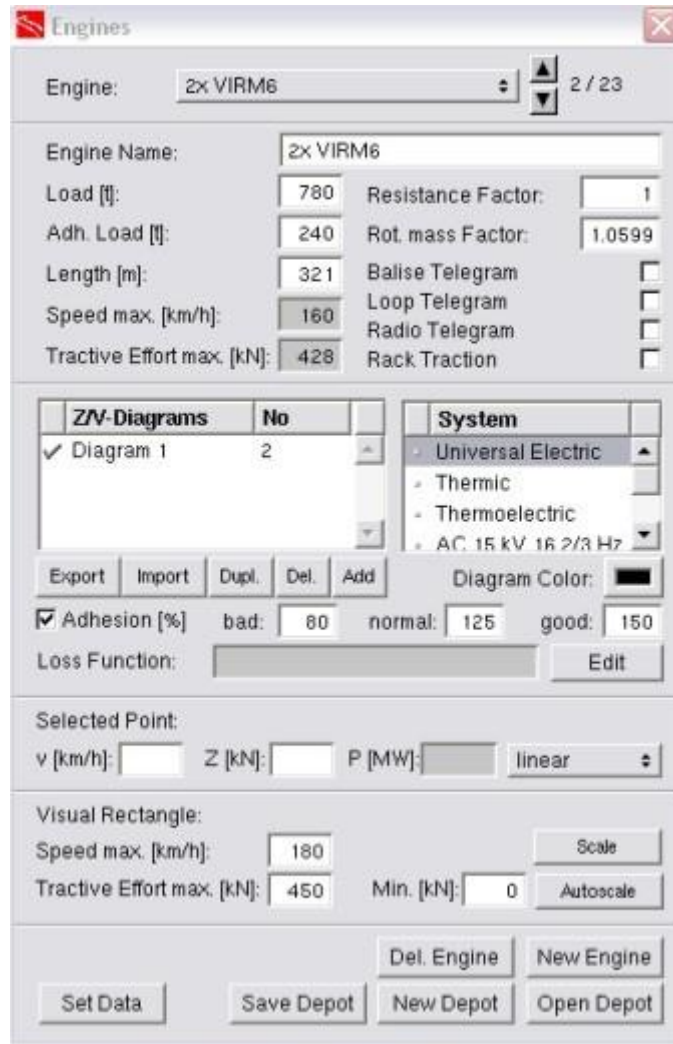 Engines
Engine: 2x VIRM6 2 / 23
Engine Name: 2x VIRM6
Load [t]: 780 Resistance Factor: 1
Adh. Load [t]: 240 Rot. mass Factor: 1.0599
Length [m]: 321 Balise Telegram
Loop Telegram
Speed max. [km/h]: 160 Radio Telegram
Tractive Effort max. [kN]: 428 Rack Traction
Z/V-Diagrams No System
Diagram 1 2 Universal Electric
Thermic
Thermoelectric
AC 15 kV 16 2/3 Hz
Export Import Dupl. Del. Add Diagram Color:
Adhesion [%] bad: 80 normal: 125 good: 150
Loss Function: Edit
Selected Point:
v [km/h]: Z [kN]: P [MW]: linear
Visual Rectangle:
Speed max. [km/h]: 180 Scale
Tractive Effort max. [kN]: 450 Min. [kN]: 0 Autoscale
Del. Engine New Engine
Set Data Save Depot New Depot Open Depot